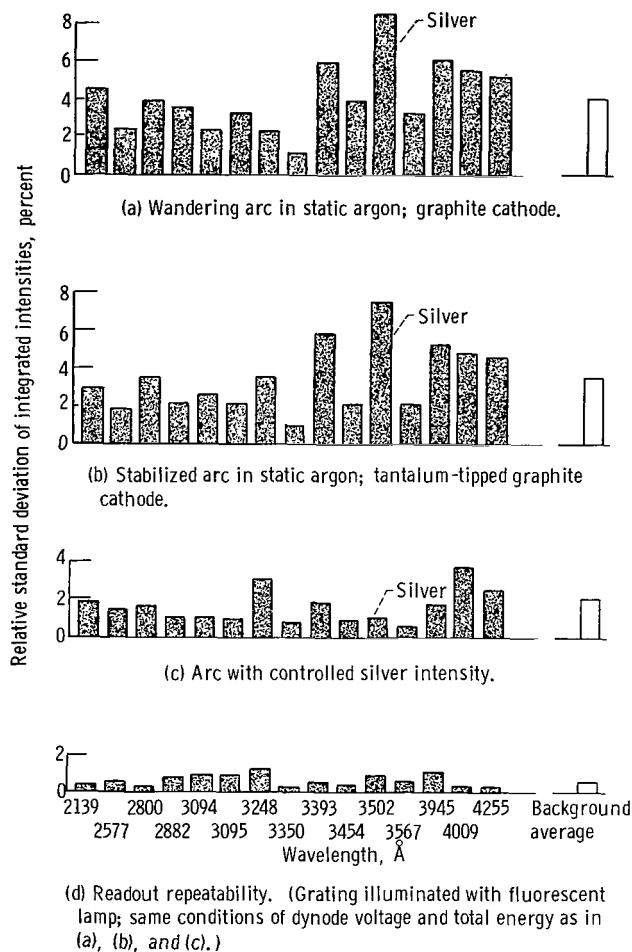 Relative standard deviation of integrated intensities, percent
8
6
4
2
0
Silver
(a) Wandering arc in static argon; graphite cathode.
8
6
4
2
0
Silver
(b) Stabilized arc in static argon; tantalum-tipped graphite
cathode.
4
2
0
Silver
(c) Arc with controlled silver intensity.
2
0
2139 2800 3094 3248 3393 3502 3945 4255 Background
2577 2882 3095 3350 3454 3567 4009 average
Wavelength, Å
(d) Readout repeatability. (Grating illuminated with fluorescent
lamp; same conditions of dynode voltage and total energy as in
(a), (b), and (c).)